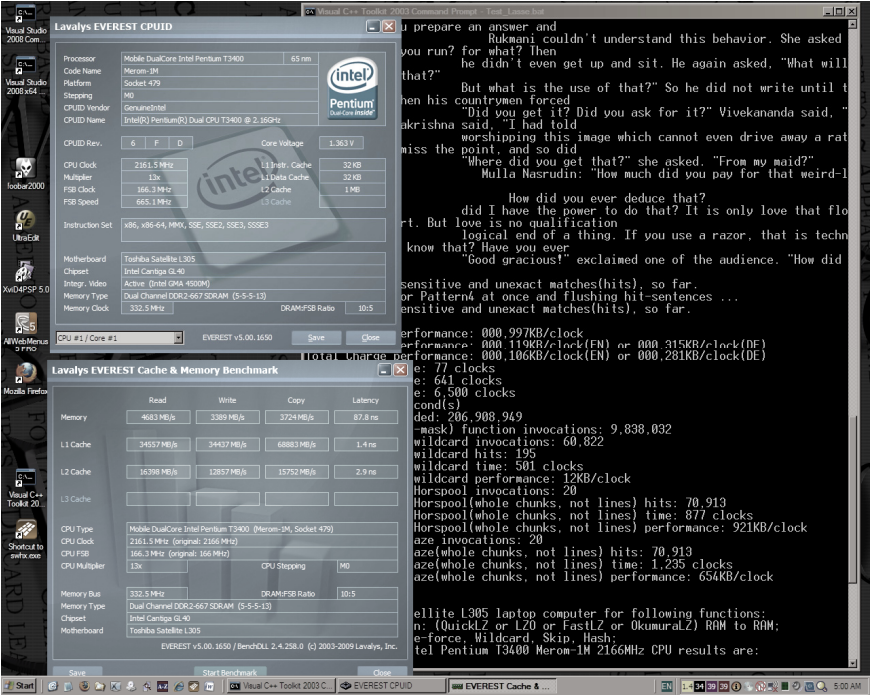 Visual Studio
2008 Com...
Visual Studio
2008 x64 ...
foobar2000
UltraEdit
XviD4PSP 5.0
AllWebMenus
5 PRO
Mozilla Firefox
Visual C++
Toolkit 20...
Shortcut to
swhx.exe
Lavalys EVEREST CPUID
Processor Mobile DualCore Intel Pentium T3400 65 nm
Code Name Merom-1M
Platform Socket 479
Stepping M0
CPUID Vendor GenuineIntel
CPUID Name Intel(R) Pentium(R) Dual CPU T3400 @ 2.16GHz
(intel)
Pentium
Dual-Core inside
CPUID Rev. 6 F D Core Voltage 1.363 V
CPU Clock 2161.5 MHz L1 Instr. Cache 32 KB
Multiplier 13x L1 Data Cache 32 KB
FSB Clock 166.3 MHz L2 Cache 1 MB
FSB Speed 665.1 MHz L3 Cache
intel
Instruction Set x86, x86-64, MMX, SSE, SSE2, SSE3, SSSE3
Motherboard Toshiba Satellite L305
Chipset Intel Cantiga GL40
Integr. Video Active (Intel GMA 4500M)
Memory Type Dual Channel DDR2-667 SDRAM (5-5-5-13)
Memory Clock 332.5 MHz DRAM:FSB Ratio 10:5
CPU #1 / Core #1 EVEREST v5.00.1650 Save Close
Lavalys EVEREST Cache & Memory Benchmark
Read Write Copy Latency
Memory 4683 MB/s 3389 MB/s 3724 MB/s 87.8 ns
L1 Cache 34557 MB/s 34437 MB/s 68883 MB/s 1.4 ns
L2 Cache 16398 MB/s 12857 MB/s 15752 MB/s 2.9 ns
L3 Cache
CPU Type Mobile DualCore Intel Pentium T3400 (Merom-1M, Socket 479)
CPU Clock 2161.5 MHz (original: 2166 MHz)
CPU FSB 166.3 MHz (original: 166 MHz)
CPU Multiplier 13x CPU Stepping M0
Memory Bus 332.5 MHz DRAM:FSB Ratio 10:5
Memory Type Dual Channel DDR2-667 SDRAM (5-5-5-13)
Chipset Intel Cantiga GL40
Motherboard Toshiba Satellite L305
EVEREST v5.00.1650 / BenchDLL 2.4.258.0 (c) 2003-2009 Lavalys, Inc.
Save Start Benchmark Close
Visual C++ Toolkit 2003 Command Prompt - Test_Lasse.bat
u prepare an answer and
Rukmani couldn't understand this behavior. She asked
you run? for what? Then
he didn't even get up and sit. He again asked, "What will
that?"
But what is the use of that?" So he did not write until t
hen his countrymen forced
"Did you get it? Did you ask for it?" Vivekananda said, "
akrishna said, "I had told
worshipping this image which cannot even drive away a rat
miss the point, and so did
"Where did you get that?" she asked. "From my maid?"
Mulla Nasrudin: "How much did you pay for that weird-l
How did you ever deduce that?
did I have the power to do that? It is only love that flo
rt. But love is no qualification
logical end of a thing. If you use a razor, that is techn
know that? Have you ever
"Good gracious!" exclaimed one of the audience. "How did
sensitive and unexact matches(hits), so far.
or Pattern4 at once and flushing hit-sentences ...
ensitive and unexact matches(hits), so far.
erformance: 000,997KB/clock
erformance: 000,119KB/clock(EN) or 000,315KB/clock(DE)
Total Charge performance: 000,106KB/clock(EN) or 000,281KB/clock(DE)
e: 77 clocks
e: 641 clocks
e: 6,500 clocks
cond(s)
ded: 206,908,949
-mask) function invocations: 9,838,032
wildcard invocations: 60,822
wildcard hits: 195
wildcard time: 501 clocks
wildcard performance: 12KB/clock
Horspool invocations: 20
Horspool(whole chunks, not lines) hits: 70,913
Horspool(whole chunks, not lines) time: 877 clocks
Horspool(whole chunks, not lines) performance: 921KB/clock
aze invocations: 20
aze(whole chunks, not lines) hits: 70,913
aze(whole chunks, not lines) time: 1,235 clocks
aze(whole chunks, not lines) performance: 654KB/clock
ellite L305 laptop computer for following functions:
n: (QuickLZ or LZO or FastLZ or OkumuraLZ) RAM to RAM;
e-force, Wildcard, Skip, Hash;
tel Pentium T3400 Merom-1M 2166MHz CPU results are:
Start Visual C++ Toolkit 2003 C... EVEREST CPUID EVEREST Cache & ... EN 34 39 39 5:00 AM